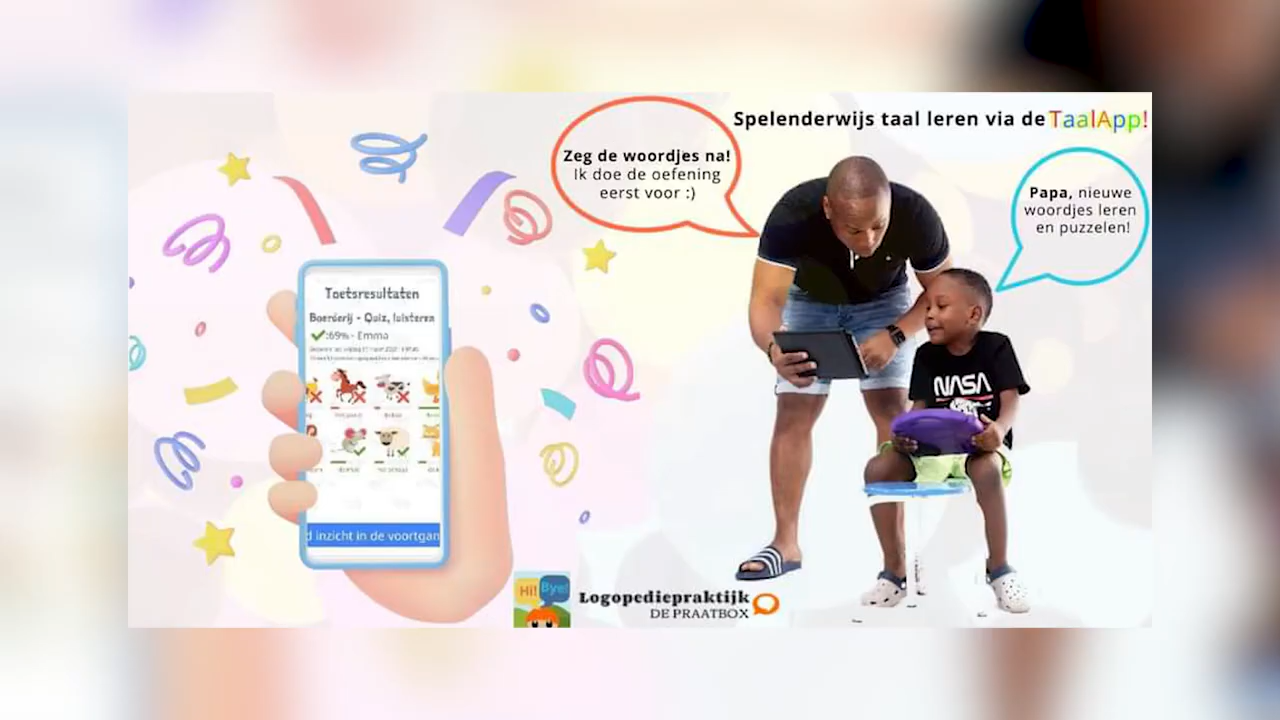 Spelenderwijs taal leren via de TaalApp!
Zeg de woordjes na!
Ik doe de oefening
eerst voor :)
Papa, nieuwe
woordjes leren
en puzzelen!
Toetsresultaten
Boerderij - Quiz, luisteren
:69% - Emma
d inzicht in de voortgan
NASA
Hi! Bye!
Logopediepraktijk
DE PRAATBOX